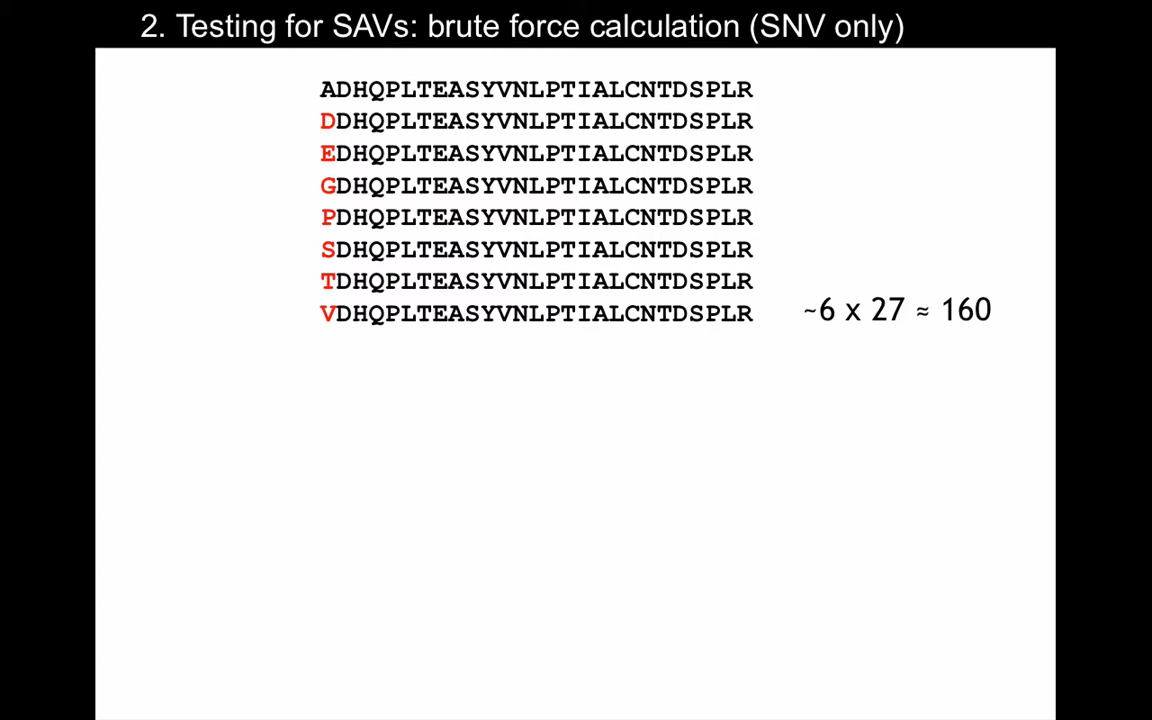 2. Testing for SAVs: brute force calculation (SNV only)
ADHQPLTEASYVNLPTIALCNTDSPLR
DDHQPLTEASYVNLPTIALCNTDSPLR
EDHQPLTEASYVNLPTIALCNTDSPLR
GDHQPLTEASYVNLPTIALCNTDSPLR
PDHQPLTEASYVNLPTIALCNTDSPLR
SDHQPLTEASYVNLPTIALCNTDSPLR
TDHQPLTEASYVNLPTIALCNTDSPLR
VDHQPLTEASYVNLPTIALCNTDSPLR ~6 x 27 ≈ 160